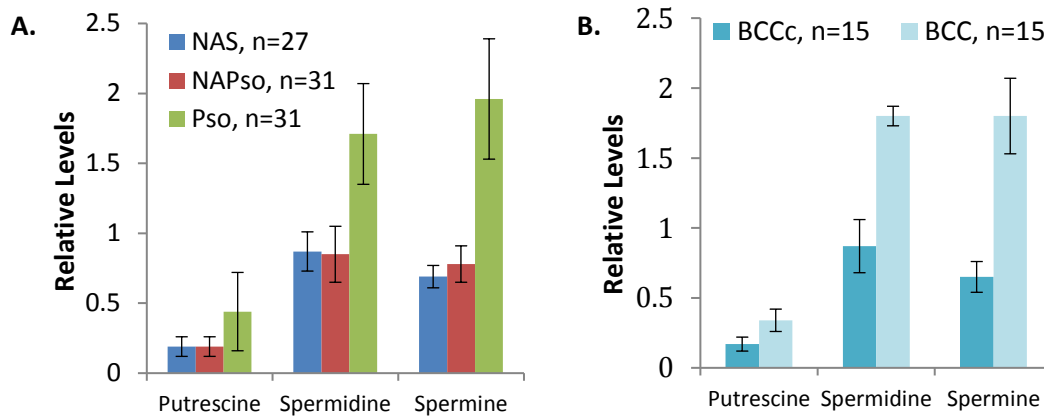 A.
Relative Levels
2.5
2
1.5
1
0.5
0
NAS, n=27
NAPso, n=31
Pso, n=31
Putrescine Spermidine Spermine
B.
Relative Levels
2.5
2
1.5
1
0.5
0
BCCc, n=15 BCC, n=15
Putrescine Spermidine Spermine